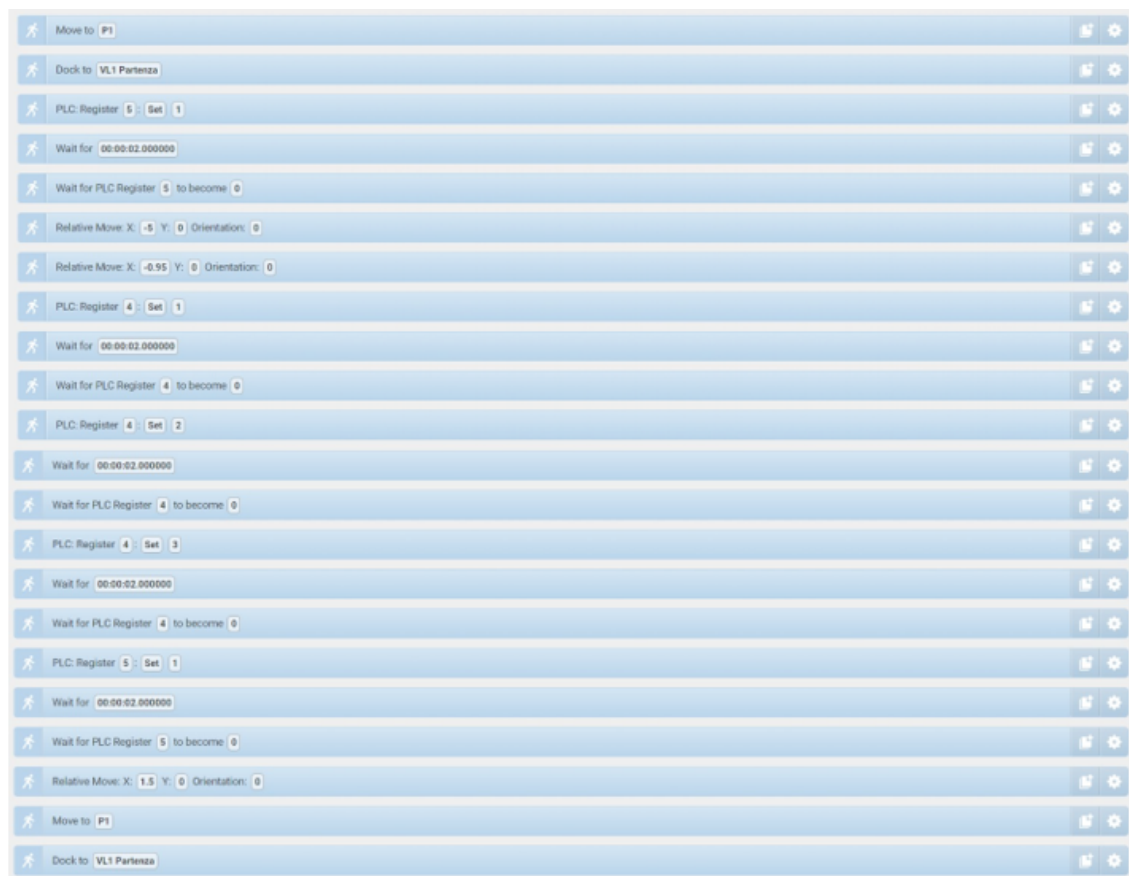 Move to P1
Dock to VL1 Partenza
PLC: Register 5 : Set 1
Wait for 00:00:02.000000
Wait for PLC Register 5 to become 0
Relative Move: X: -5 Y: 0 Orientation: 0
Relative Move: X: -0.95 Y: 0 Orientation: 0
PLC: Register 4 : Set 1
Wait for 00:00:02.000000
Wait for PLC Register 4 to become 0
PLC: Register 4 : Set 2
Wait for 00:00:02.000000
Wait for PLC Register 4 to become 0
PLC: Register 4 : Set 3
Wait for 00:00:02.000000
Wait for PLC Register 4 to become 0
PLC: Register 5 : Set 1
Wait for 00:00:02.000000
Wait for PLC Register 5 to become 0
Relative Move: X: 1.5 Y: 0 Orientation: 0
Move to P1
Dock to VL1 Partenza